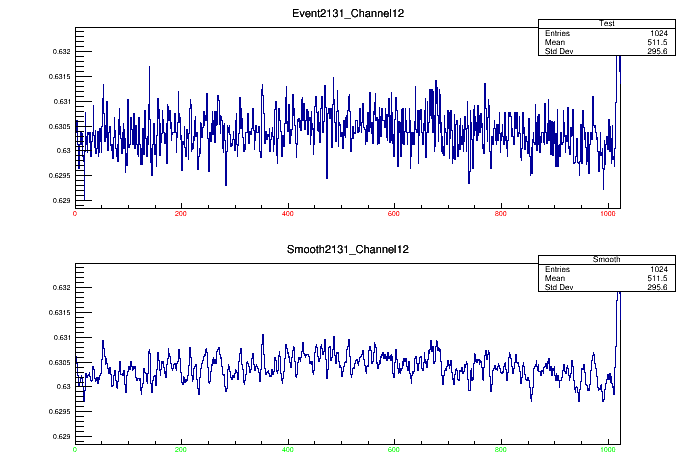 Event2131_Channel12
Test
Entries 1024
Mean 511.5
Std Dev 295.6
0.632
0.6315
0.631
0.6305
0.63
0.6295
0.629
0 200 400 600 800 1000
Smooth2131_Channel12
Smooth
Entries 1024
Mean 511.5
Std Dev 295.6
0.632
0.6315
0.631
0.6305
0.63
0.6295
0.629
0 200 400 600 800 1000